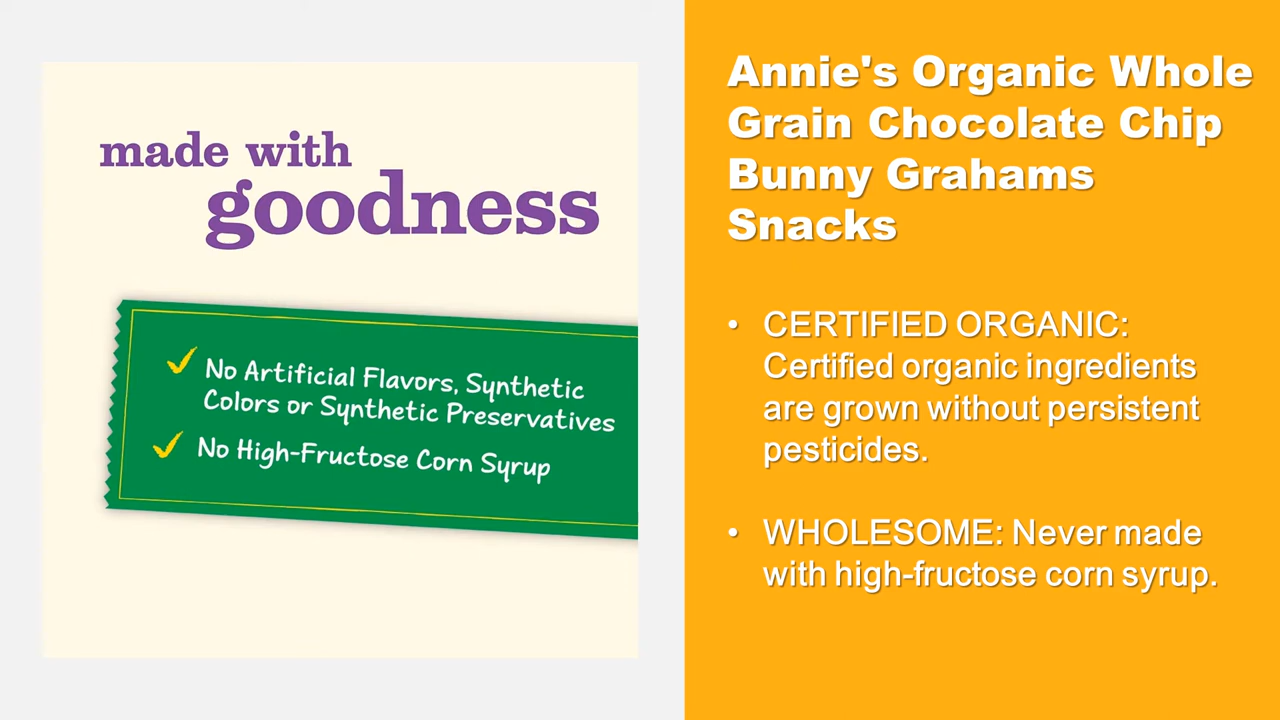 made with
goodness
No Artificial Flavors, Synthetic
Colors or Synthetic Preservatives
No High-Fructose Corn Syrup
Annie's Organic Whole
Grain Chocolate Chip
Bunny Grahams
Snacks
• CERTIFIED ORGANIC:
Certified organic ingredients
are grown without persistent
pesticides.
• WHOLESOME: Never made
with high-fructose corn syrup.